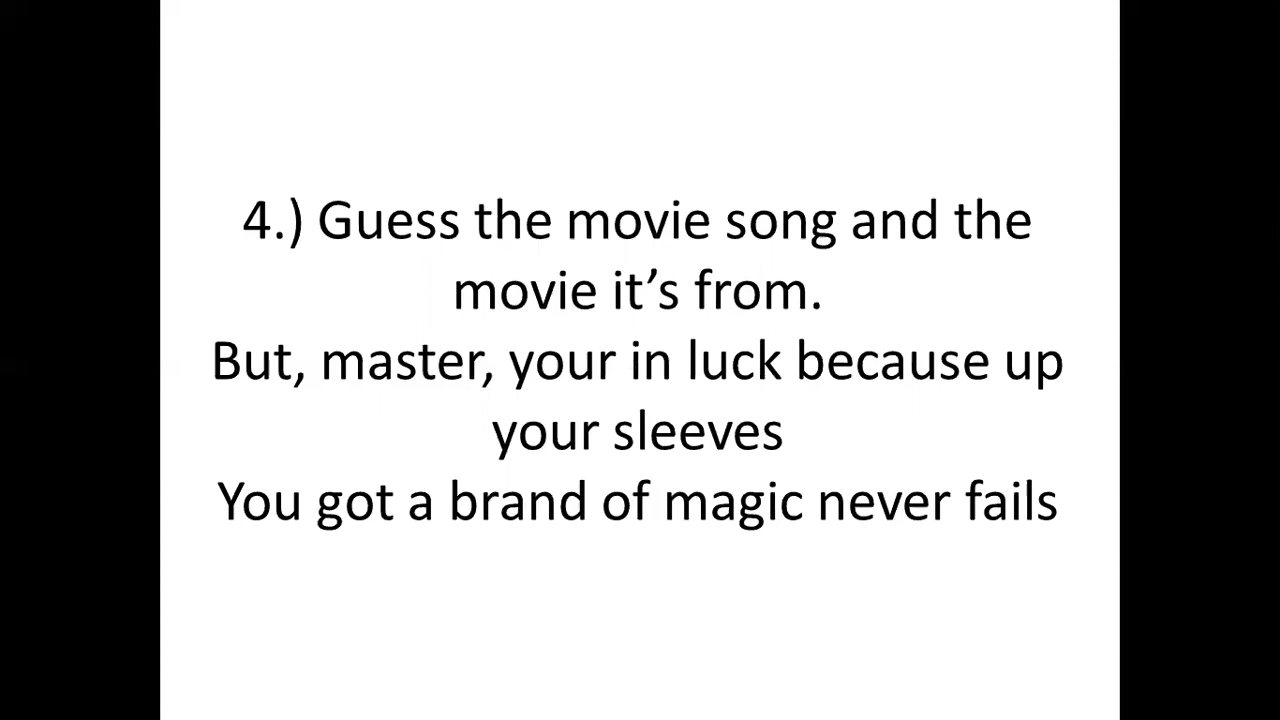 4.) Guess the movie song and the
movie it’s from.
But, master, your in luck because up
your sleeves
You got a brand of magic never fails